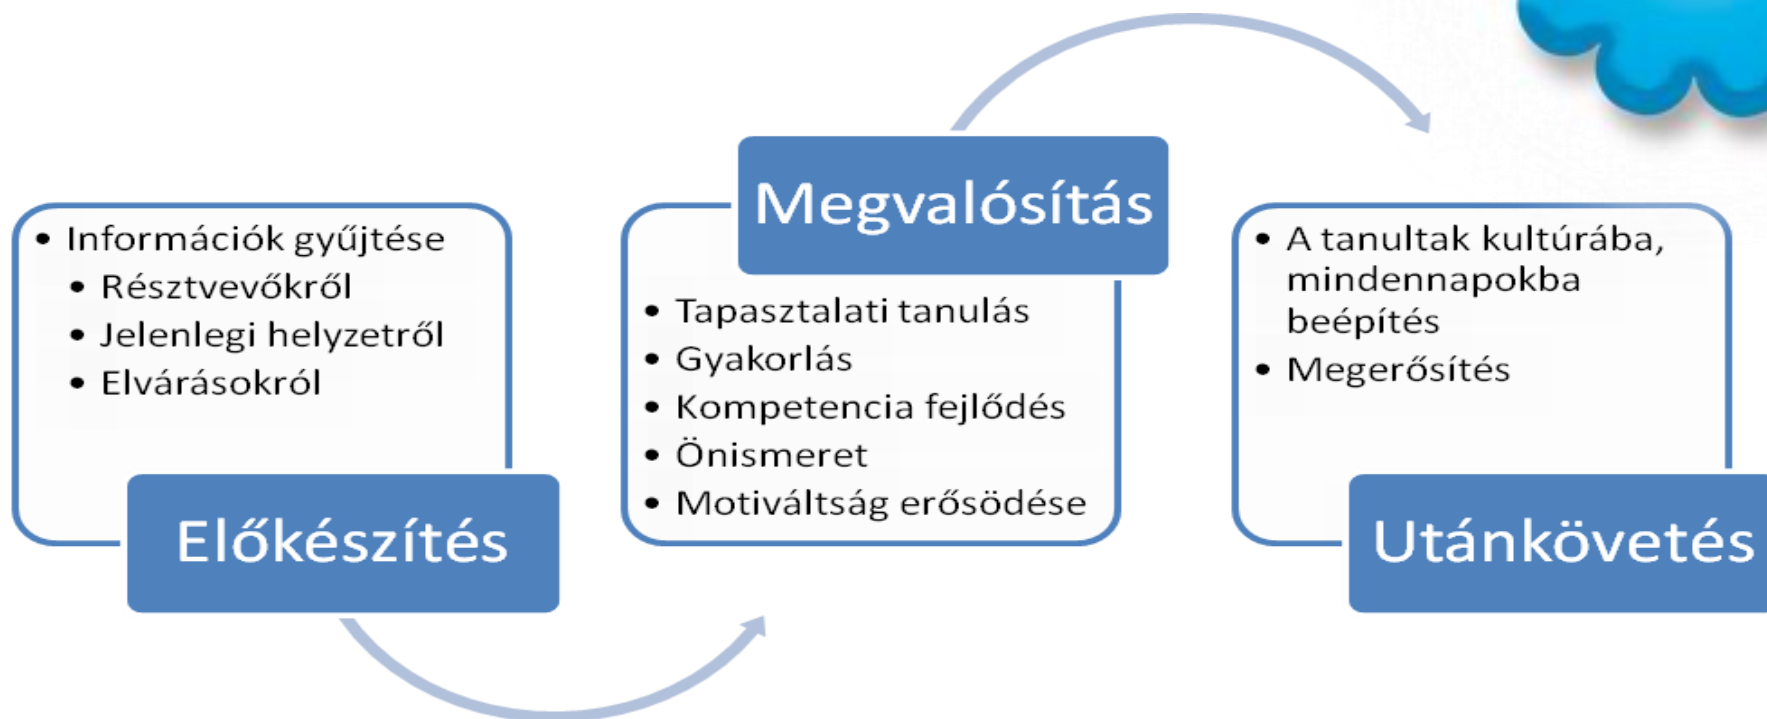 • Információk gyűjtése
• Résztvevőkről
• Jelenlegi helyzetről
• Elvárásokról
Előkészítés
Megvalósítás
• Tapasztalati tanulás
• Gyakorlás
• Kompetencia fejlődés
• Önismeret
• Motiváltság erősödése
• A tanultak kultúrába,
mindennapokba
beépítés
• Megerősítés
Utánkövetés